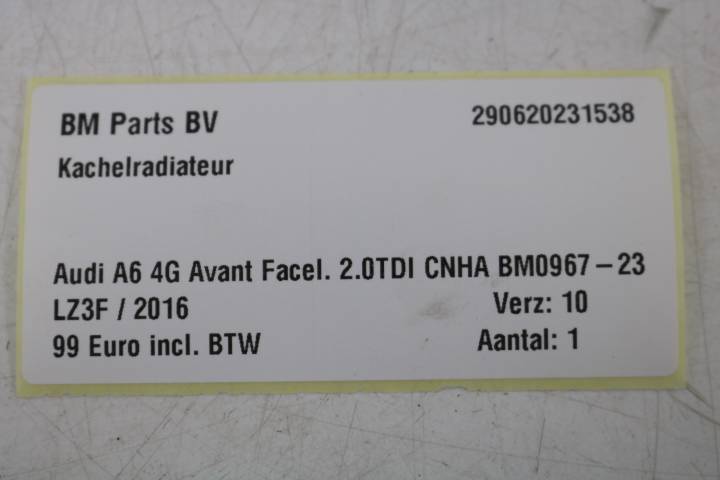 BM Parts BV 290620231538
Kachelradiateur
Audi A6 4G Avant Facel. 2.0TDI CNHA BM0967-23
LZ3F / 2016 Verz: 10
99 Euro incl. BTW Aantal: 1